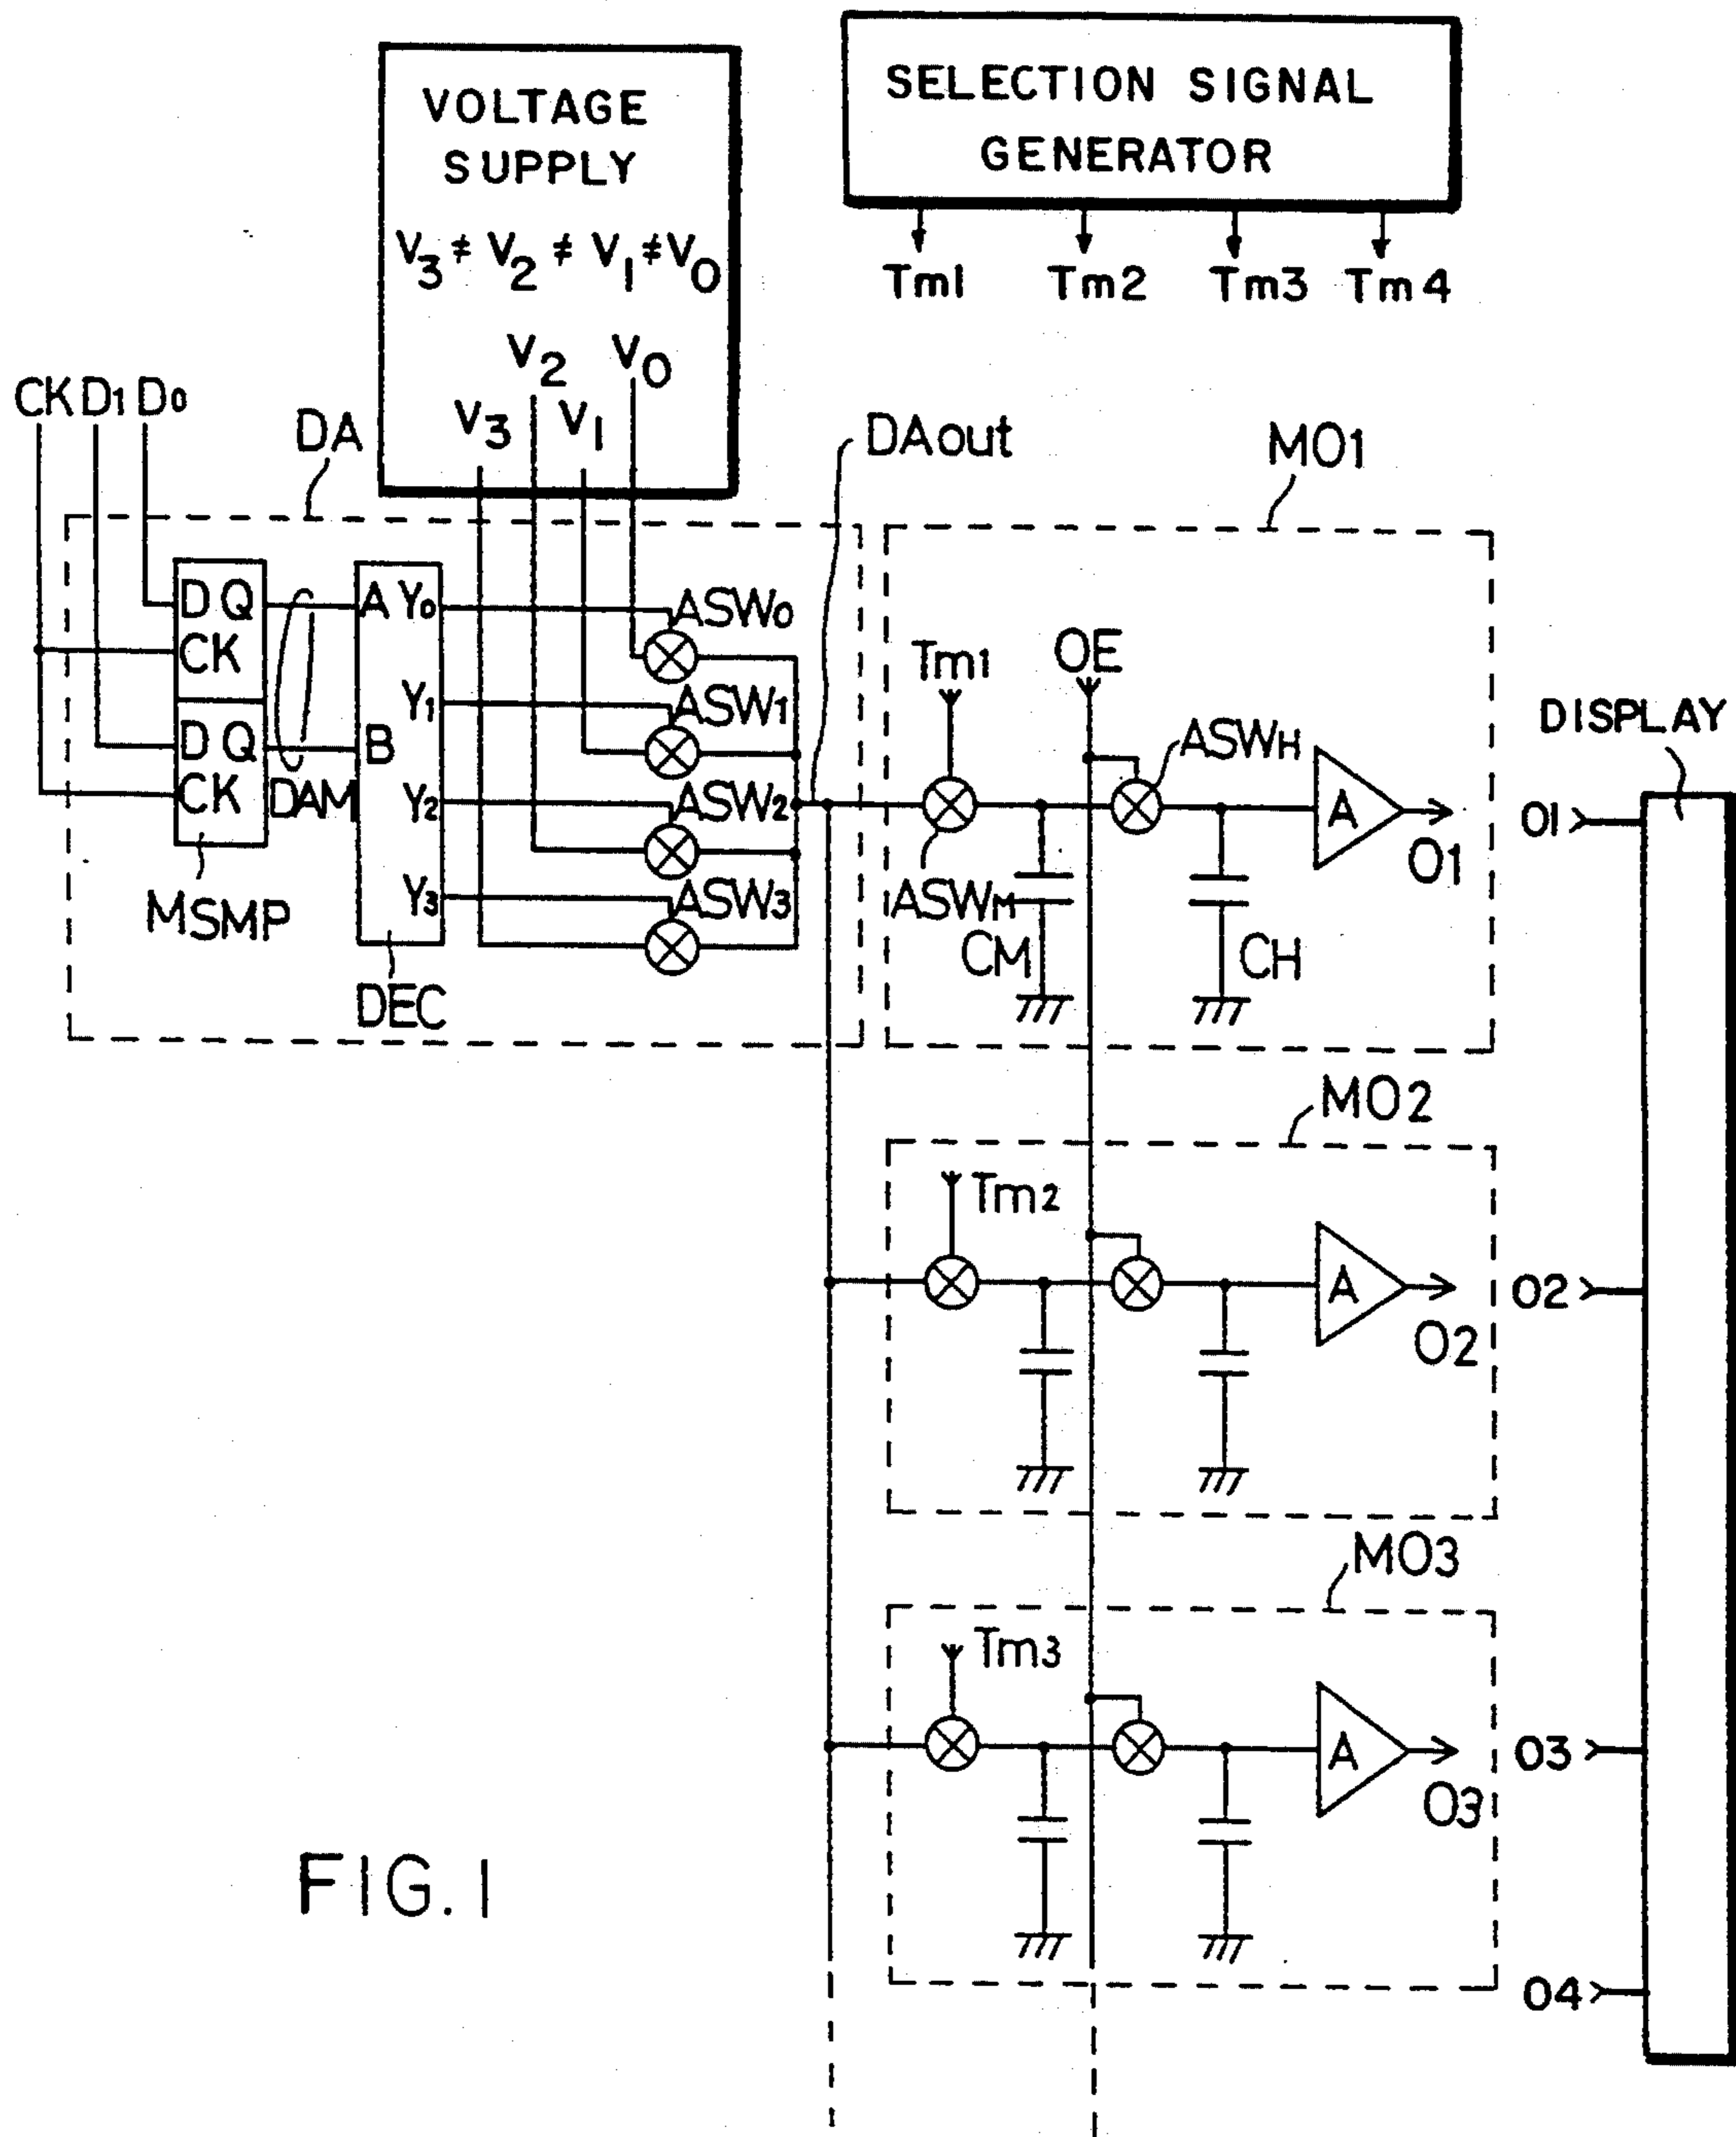 VOLTAGE
SUPPLY
V3 ≠ V2 ≠ V1 ≠ V0
V2 V0
V3 V1
SELECTION SIGNAL
GENERATOR
Tm1 Tm2 Tm3 Tm4
CK D1 D0
DA
DAout
MO1
D Q
CK
D Q
CK
DAM
MSMP
A Y0
Y1
B
Y2
Y3
DEC
ASW0
ASW1
ASW2
ASW3
Tm1
OE
ASWH
ASWM
CM
CH
A
O1
DISPLAY
O1
MO2
Tm2
A
O2
O2
MO3
Tm3
A
O3
O3
O4
FIG. 1